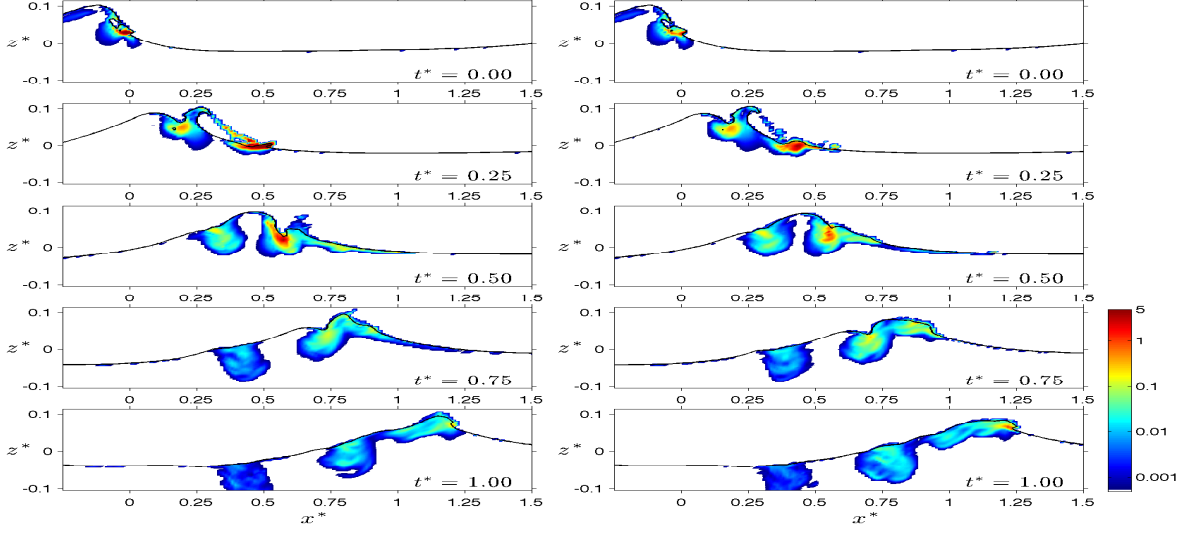 0.1 0.1
z* 0 z* 0
-0.1 t* = 0.00 -0.1 t* = 0.00
0 0.25 0.5 0.75 1 1.25 1.5 0 0.25 0.5 0.75 1 1.25 1.5
0.1 0.1
z* 0 z* 0
-0.1 t* = 0.25 -0.1 t* = 0.25
0 0.25 0.5 0.75 1 1.25 1.5 0 0.25 0.5 0.75 1 1.25 1.5
0.1 0.1
z* 0 z* 0
-0.1 t* = 0.50 -0.1 t* = 0.50
0 0.25 0.5 0.75 1 1.25 1.5 0 0.25 0.5 0.75 1 1.25 1.5
0.1 0.1
z* 0 z* 0
-0.1 t* = 0.75 -0.1 t* = 0.75
0 0.25 0.5 0.75 1 1.25 1.5 0 0.25 0.5 0.75 1 1.25 1.5
0.1 0.1
z* 0 z* 0
-0.1 t* = 1.00 -0.1 t* = 1.00
0 0.25 0.5 0.75 1 1.25 1.5 0 0.25 0.5 0.75 1 1.25 1.5
x* x*
5
1
0.1
0.01
0.001